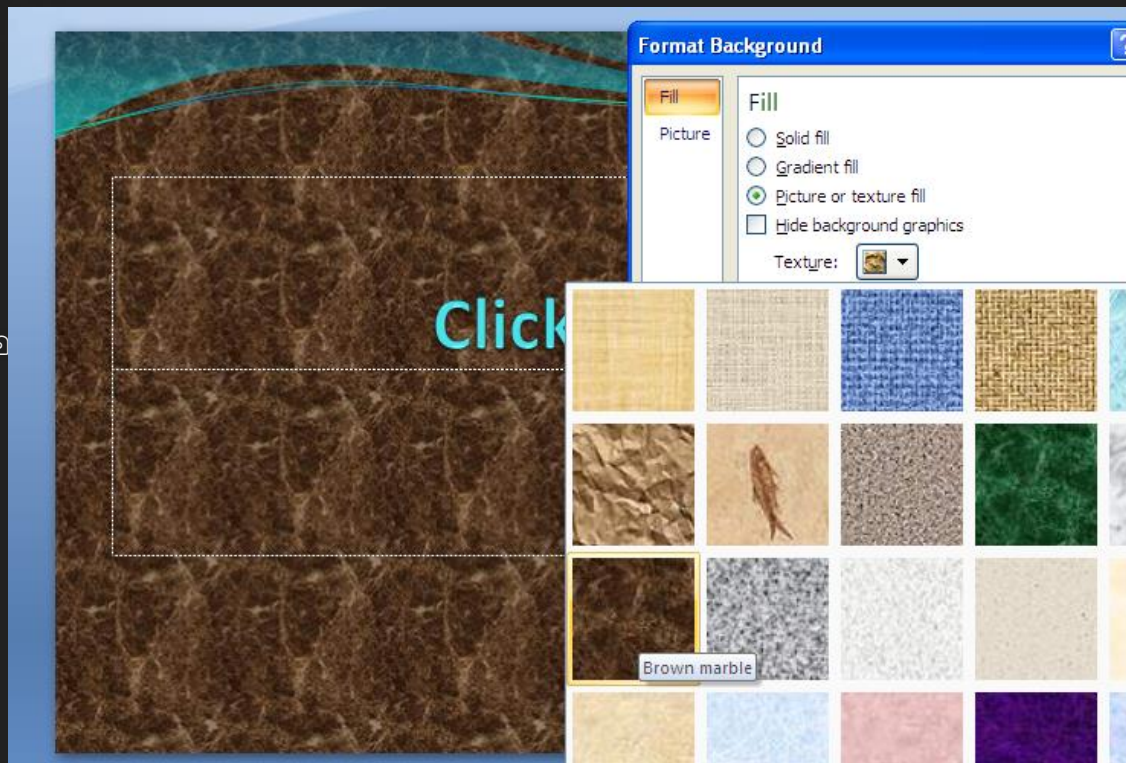 Format Background
?
Fill
Picture
Fill
Solid fill
Gradient fill
Picture or texture fill
Hide background graphics
Texture:
Click
Brown marble